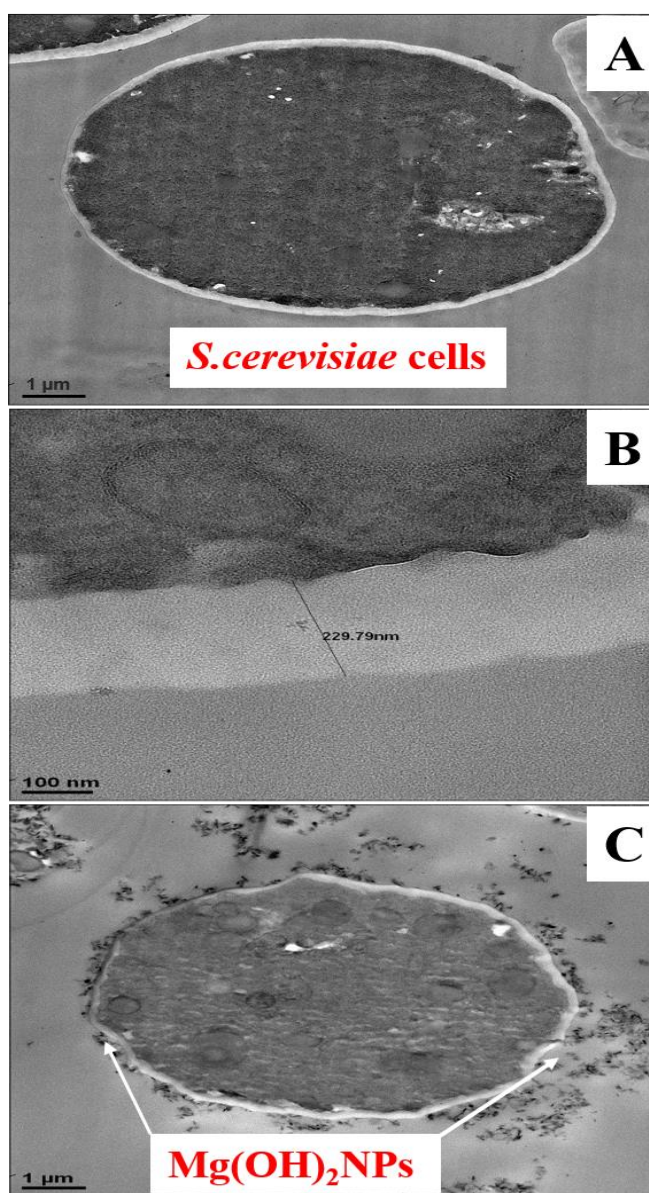 A
S.cerevisiae cells
1 µm
B
229.79nm
100 nm
C
Mg(OH)₂NPs
1 µm